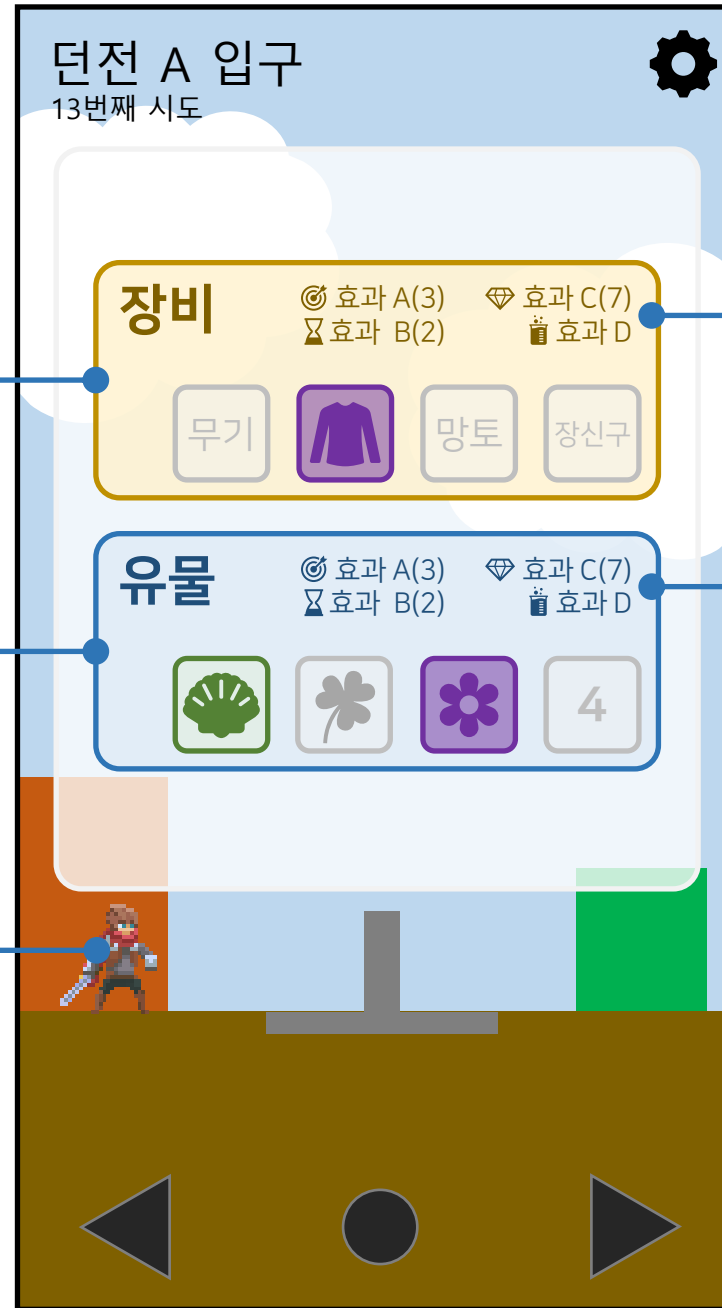 던전 A 입구
13번째 시도
장비
효과 A(3) 효과 C(7)
효과 B(2) 효과 D
무기 망토 장신구
유물
효과 A(3) 효과 C(7)
효과 B(2) 효과 D
4